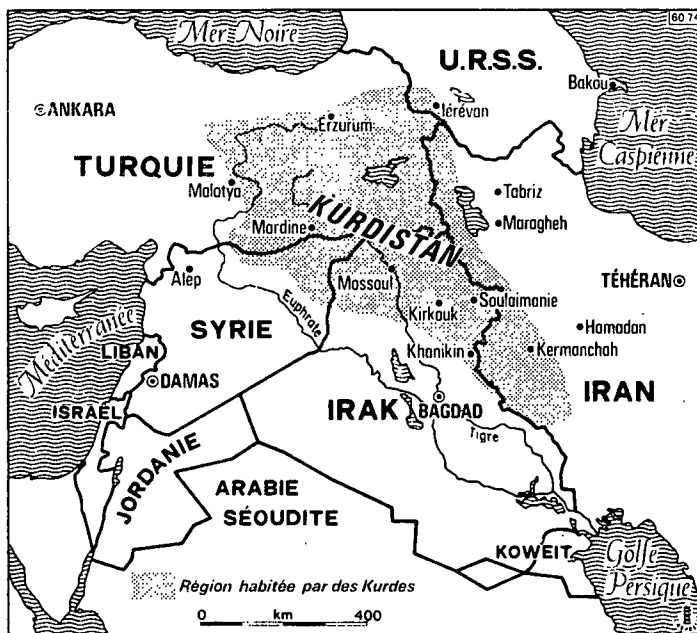 60 74
Mer Noire
U.R.S.S.
Bakou
ANKARA
Iérévan
Erzurum
Mer
Caspienne
TURQUIE
Malatya
Tabriz
KURDISTAN
Mardine
Maragheh
Alep
Mossoul
TÉHÉRAN
Soulaimanie
Kirkouk
Euphrate
Méditerranée
SYRIE
Hamadan
LIBAN
Khanikin
Kermanchah
DAMAS
IRAN
ISRAËL
IRAK
BAGDAD
Tigre
JORDANIE
ARABIE
SÉOUDITE
KOWEIT
Golfe
Persique
Région habitée par des Kurdes
0 km 400